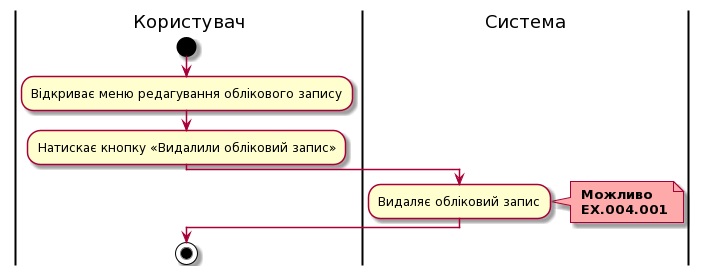 Користувач
Система
Відкриває меню редагування облікового запису
Натискає кнопку «Видалили обліковий запис»
Видаляє обліковий запис
Можливо
EX.004.001